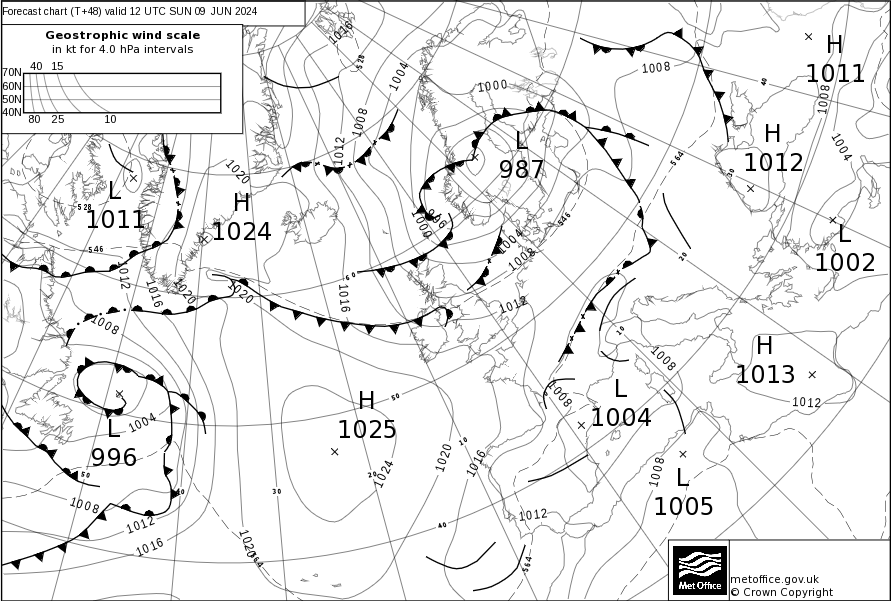 Forecast chart (T+48) valid 12 UTC SUN 09 JUN 2024
Geostrophic wind scale
in kt for 4.0 hPa intervals
40 15
70N
60N
50N
40N
80 25 10
1016
528
1004
1008
1012
1000
1008
40
H
1011
1008
1004
H
1012
30
L
1002
564
L
987
546
996
1000
1004
1008
1012
20
L
1011
528
546
1020
H
1024
1012
1016
1020
1020
60
1016
1008
10
1008
H
1013
1012
L
1004
1008
1008
L
1005
L
996
1004
50
40
1008
1012
1016
H
1025
50
20
1024
30
10
1020
1016
40
1012
1020
564
564
Met Office
metoffice.gov.uk
© Crown Copyright